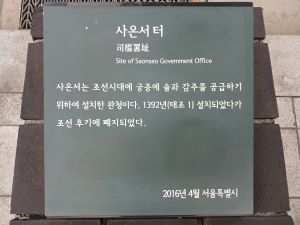 사온서 터
司醞署址
Site of Saonseo Government Office
사온서는 조선시대에 궁중에 술과 감주를 공급하기
위하여 설치한 관청이다. 1392년(태조 1) 설치되었다가
조선 후기에 폐지되었다.
2016년 4월 서울특별시